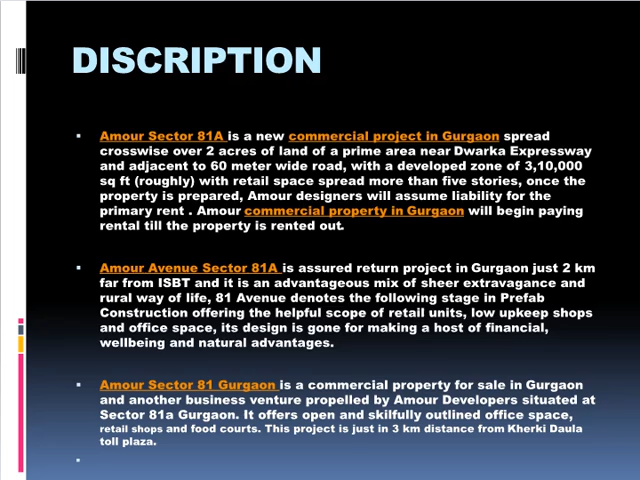 DISCRIPTION
Amour Sector 81A is a new commercial project in Gurgaon spread
crosswise over 2 acres of land of a prime area near Dwarka Expressway
and adjacent to 60 meter wide road, with a developed zone of 3,10,000
sq ft (roughly) with retail space spread more than five stories, once the
property is prepared, Amour designers will assume liability for the
primary rent . Amour commercial property in Gurgaon will begin paying
rental till the property is rented out.
Amour Avenue Sector 81A is assured return project in Gurgaon just 2 km
far from ISBT and it is an advantageous mix of sheer extravagance and
rural way of life, 81 Avenue denotes the following stage in Prefab
Construction offering the helpful scope of retail units, low upkeep shops
and office space, its design is gone for making a host of financial,
wellbeing and natural advantages.
Amour Sector 81 Gurgaon is a commercial property for sale in Gurgaon
and another business venture propelled by Amour Developers situated at
Sector 81a Gurgaon. It offers open and skilfully outlined office space,
retail shops and food courts. This project is just in 3 km distance from Kherki Daula
toll plaza.